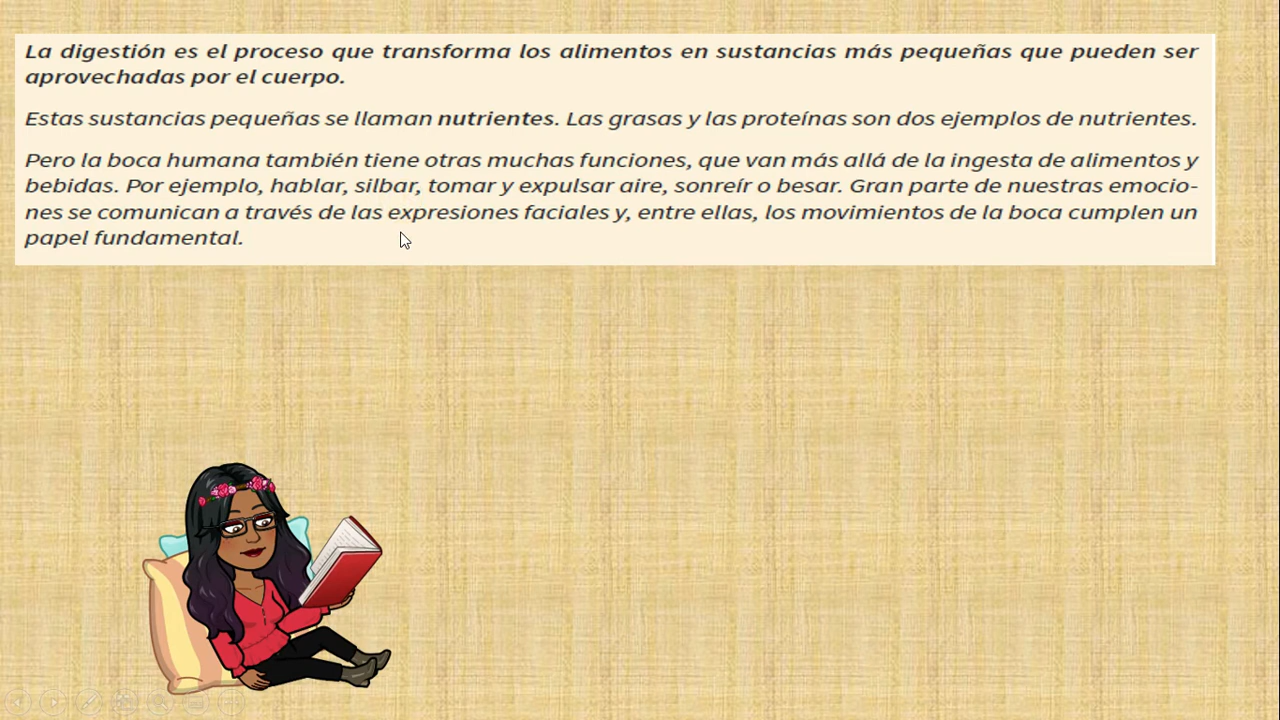 La digestión es el proceso que transforma los alimentos en sustancias más pequeñas que pueden ser
aprovechadas por el cuerpo.
Estas sustancias pequeñas se llaman nutrientes. Las grasas y las proteínas son dos ejemplos de nutrientes.
Pero la boca humana también tiene otras muchas funciones, que van más allá de la ingesta de alimentos y
bebidas. Por ejemplo, hablar, silbar, tomar y expulsar aire, sonreír o besar. Gran parte de nuestras emocio-
nes se comunican a través de las expresiones faciales y, entre ellas, los movimientos de la boca cumplen un
papel fundamental.